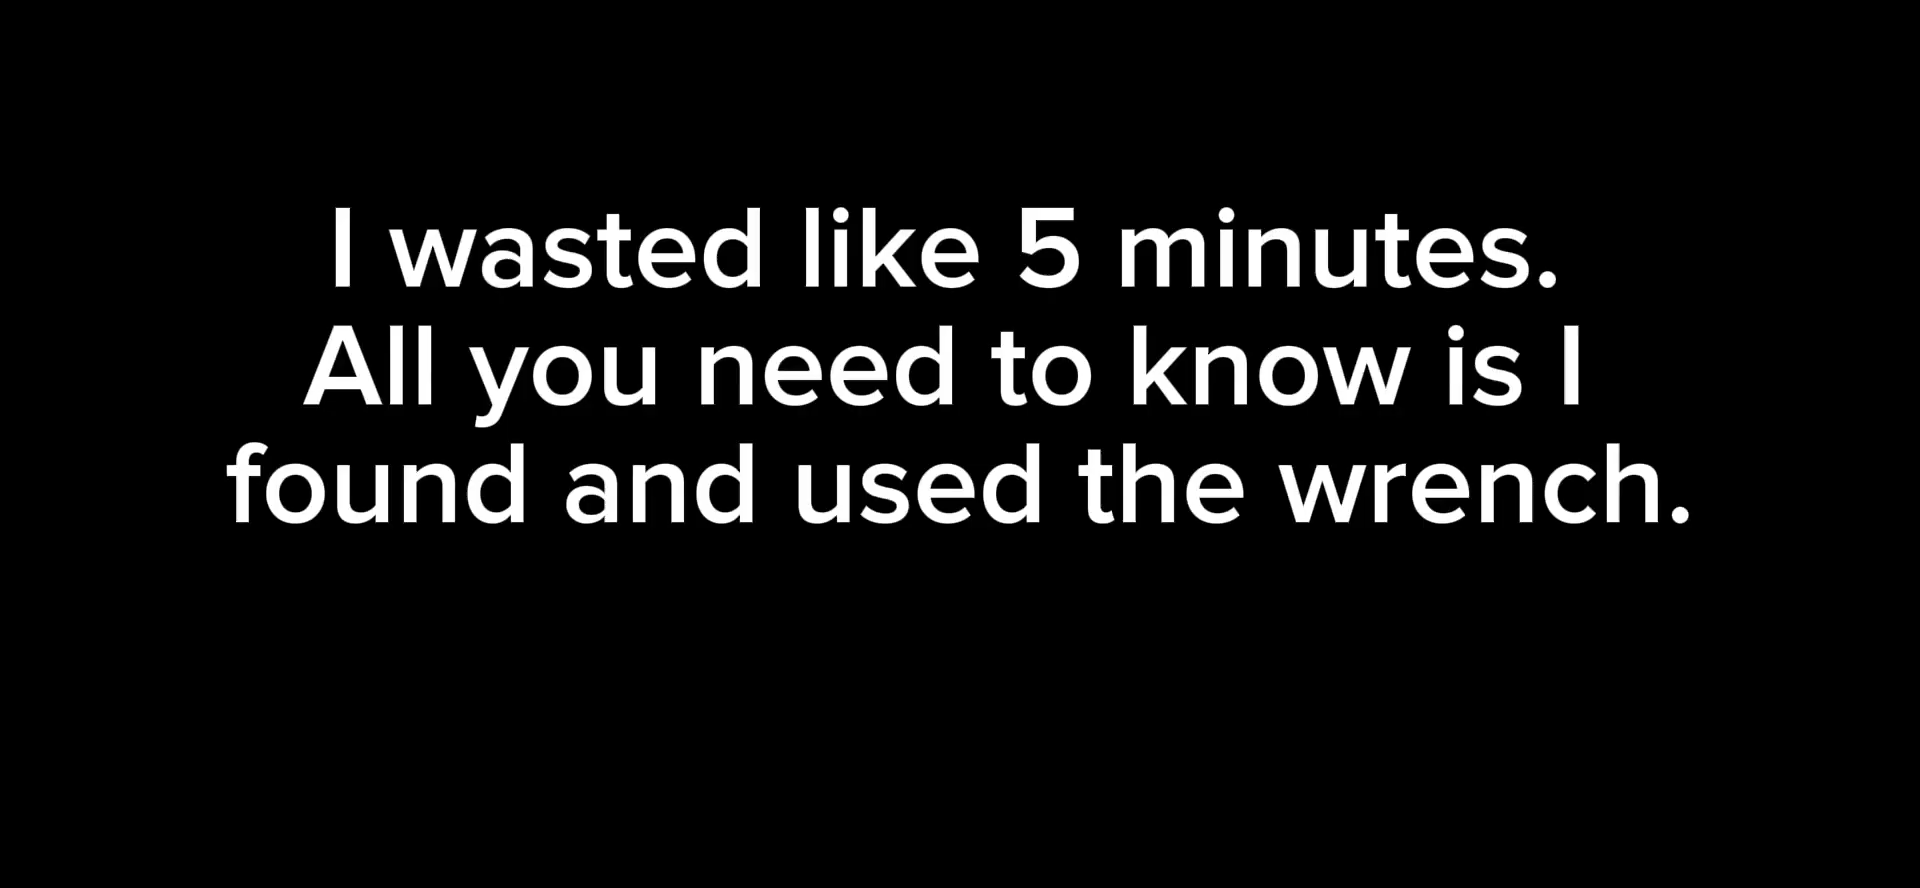 I wasted like 5 minutes.
All you need to know is I
found and used the wrench.